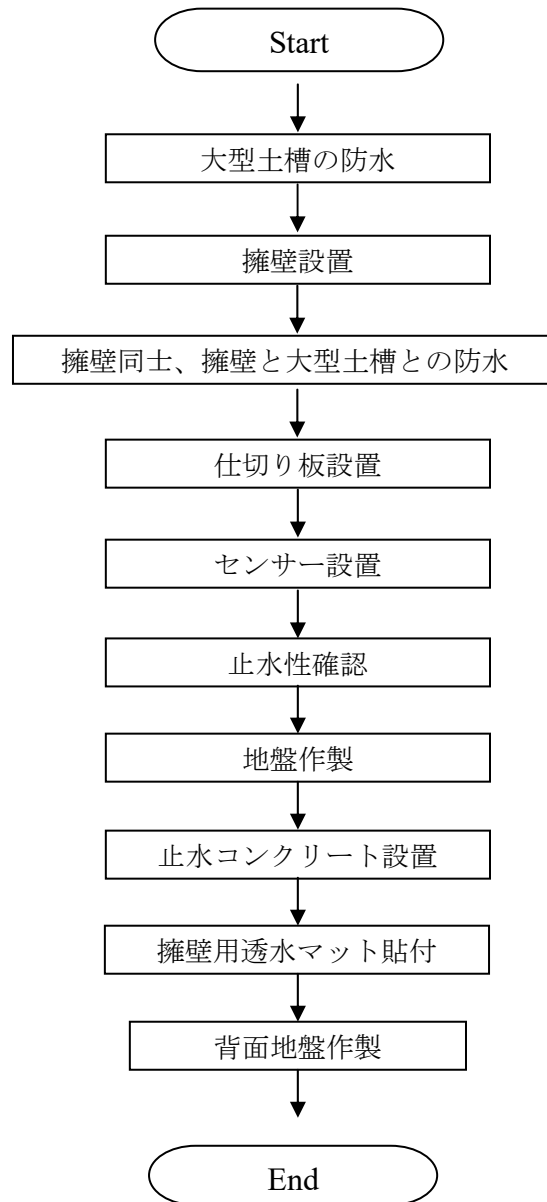 Start
大型土槽の防水
擁壁設置
擁壁同士、擁壁と大型土槽との防水
仕切り板設置
センサー設置
止水性確認
地盤作製
止水コンクリート設置
擁壁用透水マット貼付
背面地盤作製
End